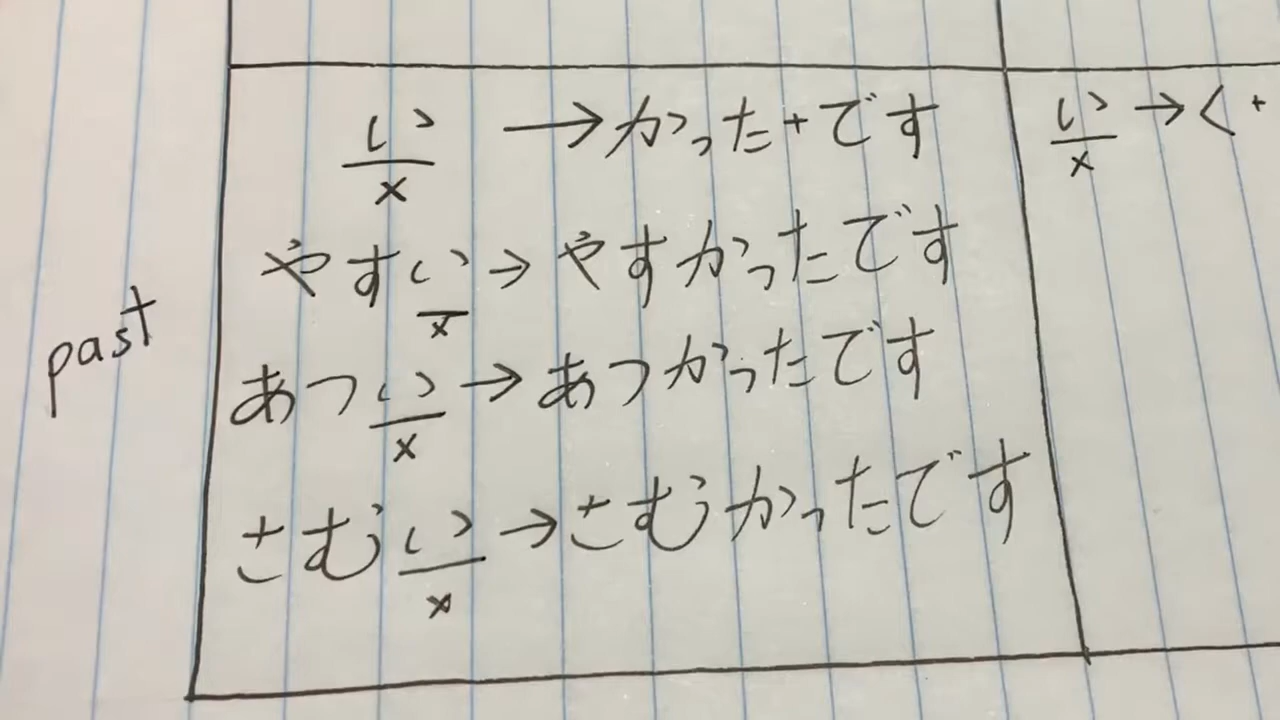 past
い → かった + です
x
やすい → やすかったです
x
あつい → あつかったです
x
さむい → さむかったです
x
い → く +
x